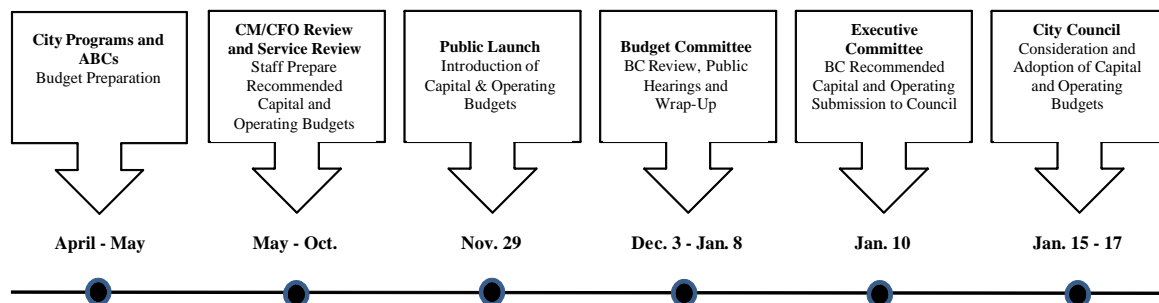 City Programs and
ABCs
Budget Preparation
CM/CFO Review
and Service Review
Staff Prepare
Recommended
Capital and
Operating Budgets
Public Launch
Introduction of
Capital & Operating
Budgets
Budget Committee
BC Review, Public
Hearings and
Wrap-Up
Executive
Committee
BC Recommended
Capital and Operating
Submission to Council
City Council
Consideration and
Adoption of Capital
and Operating
Budgets
April - May
May - Oct.
Nov. 29
Dec. 3 - Jan. 8
Jan. 10
Jan. 15 - 17